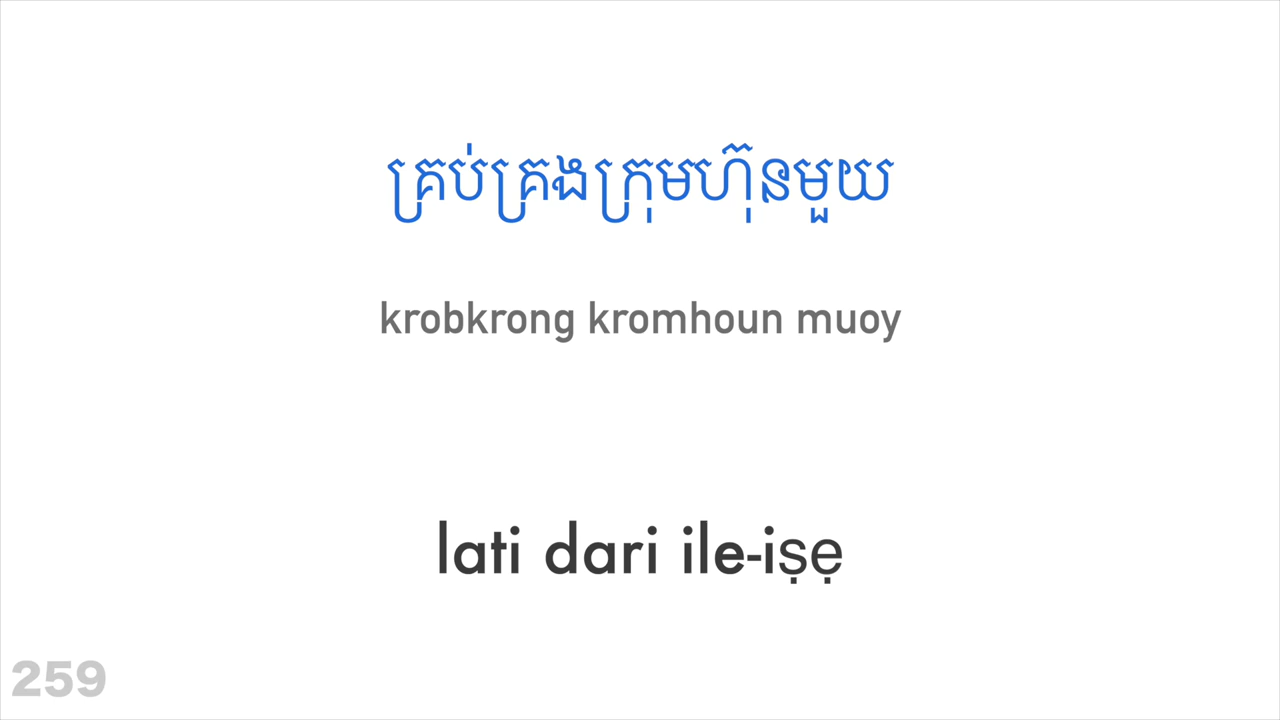 គ្រប់គ្រងក្រុមហ៊ុនមួយ
krobkrong kromhoun muoy
lati dari ile-iṣẹ
259